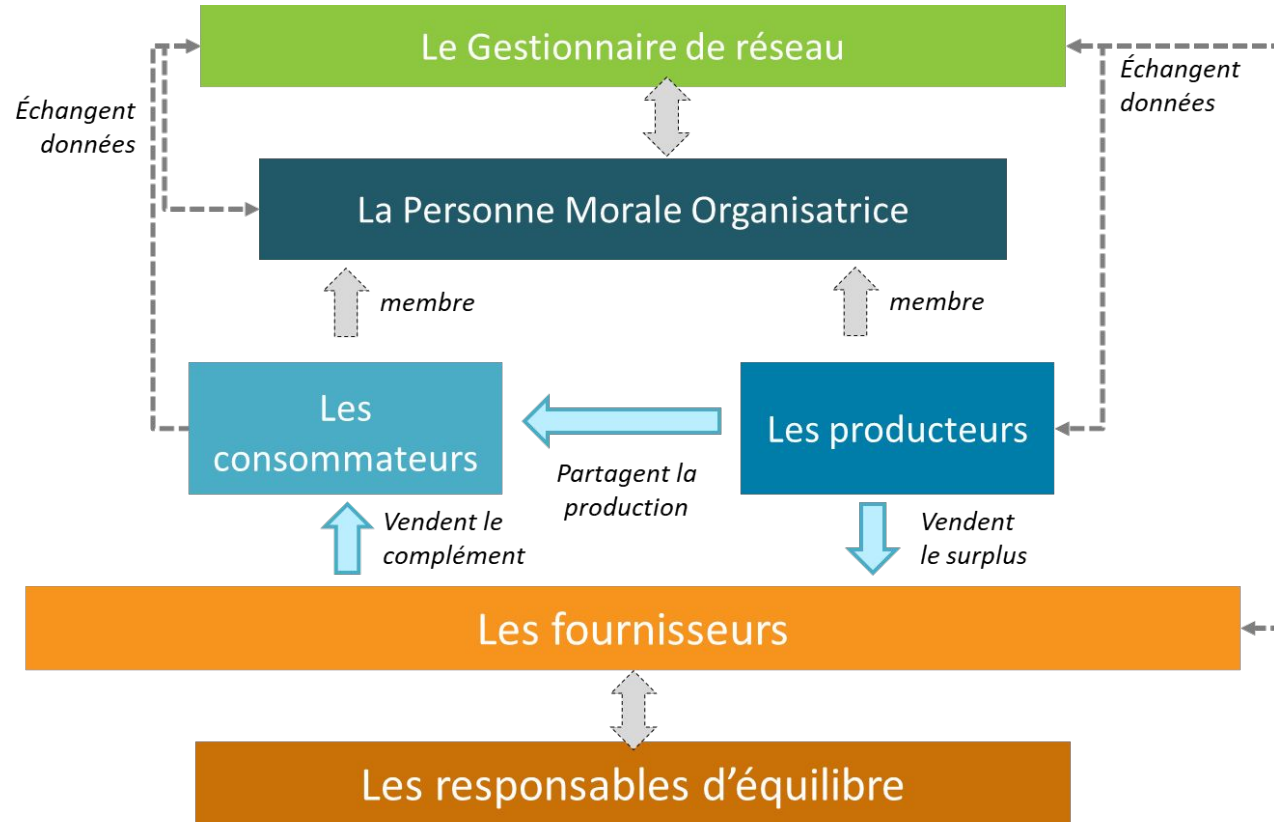 Le Gestionnaire de réseau
Échangent
données
Échangent
données
La Personne Morale Organisatrice
membre
membre
Les
consommateurs
Les producteurs
Partagent la
production
Vendent le
complément
Vendent
le surplus
Les fournisseurs
Les responsables d’équilibre